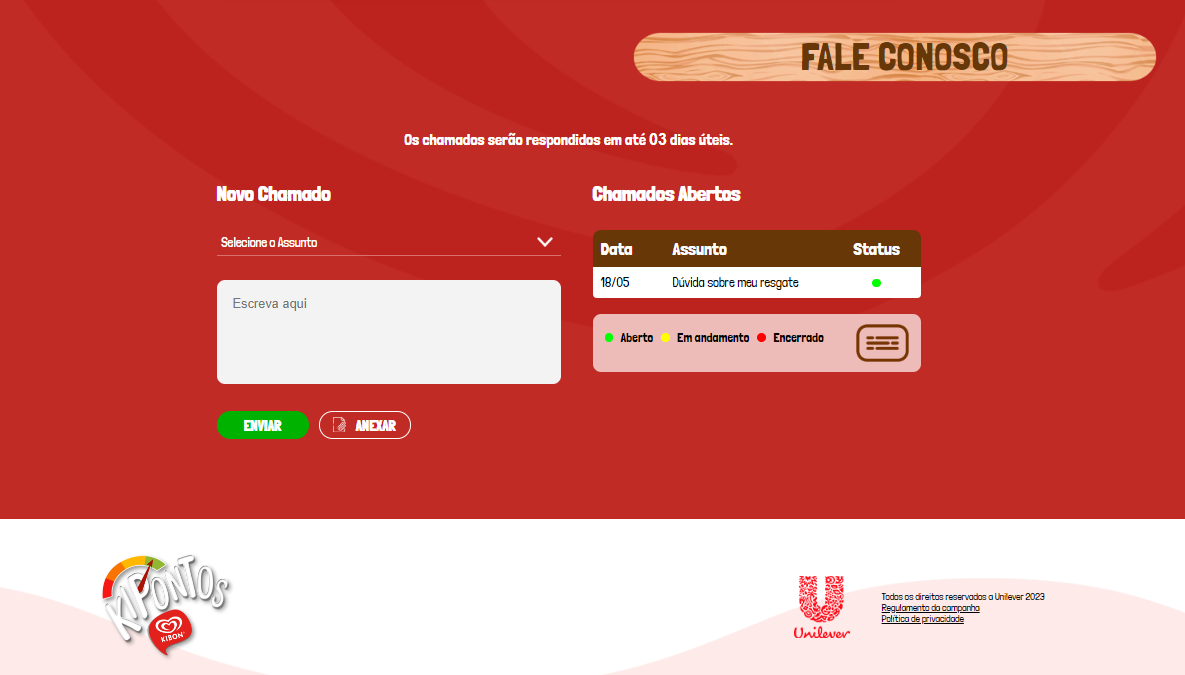 FALE CONOSCO
Os chamados serão respondidos em até 03 dias úteis.
Novo Chamado
Selecione o Assunto
Escreva aqui
ENVIAR
ANEXAR
Chamados Abertos
Data Assunto Status
18/05 Dúvida sobre meu resgate
Aberto Em andamento Encerrado
KIPONTOS
KIBON
Unilever
Todos os direitos reservados a Unilever 2023
Regulamento da campanha
Política de privacidade